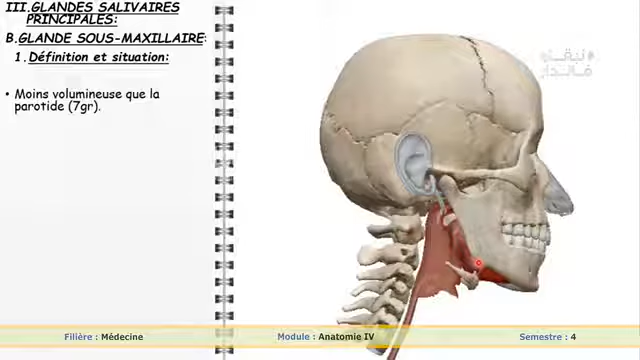 III.GLANDES SALIVAIRES
PRINCIPALES:
B.GLANDE SOUS-MAXILLAIRE:
1.Définition et situation:
• Moins volumineuse que la
parotide (7gr).
Filière : Médecine
Module : Anatomie IV
Semestre : 4